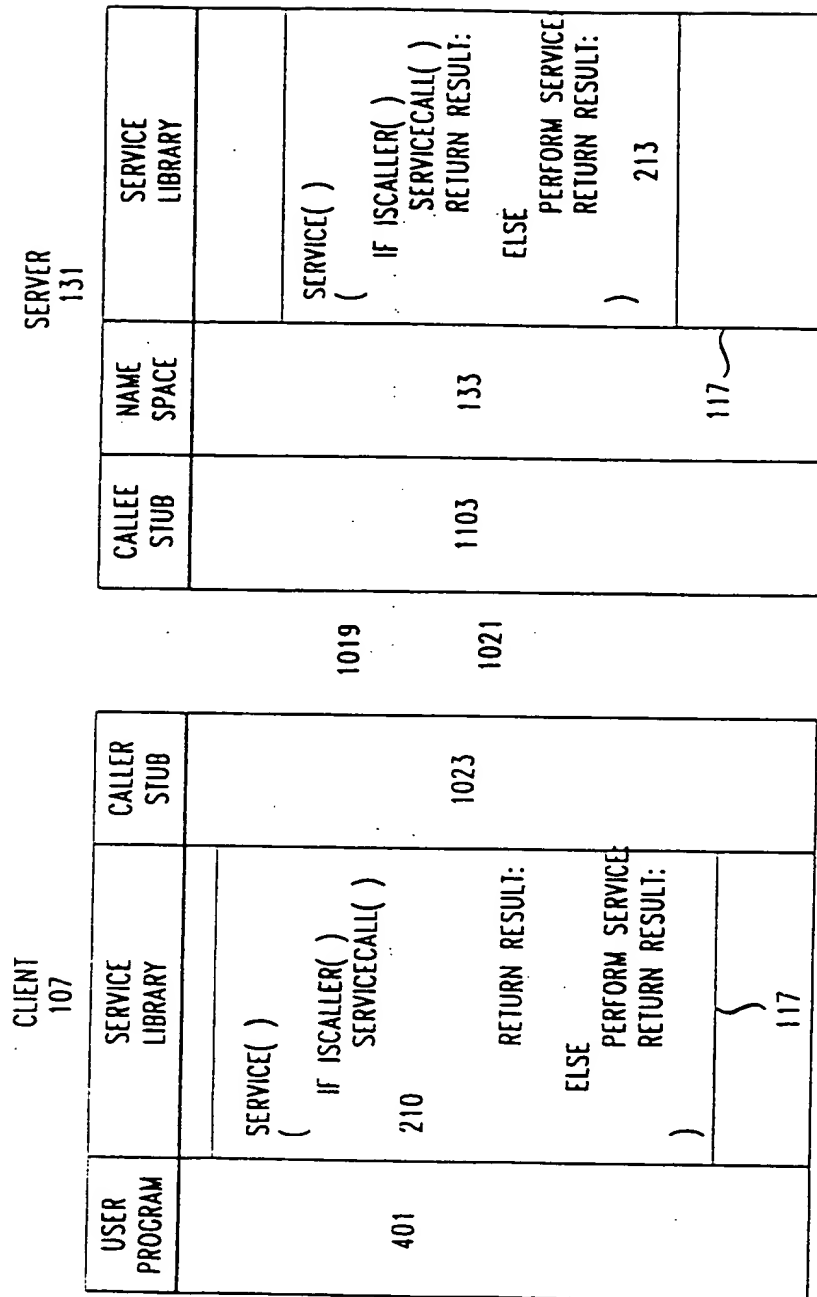 CLIENT
107
USER
PROGRAM
SERVICE
LIBRARY
CALLER
STUB
401
SERVICE( )
(
IF ISCALLER( )
SERVICECALL( )
210
RETURN RESULT:
ELSE
PERFORM SERVICE:
RETURN RESULT:
)
117
1023
1019
1021
SERVER
131
CALLEE
STUB
NAME
SPACE
SERVICE
LIBRARY
1103
133
SERVICE( )
(
IF ISCALLER( )
SERVICECALL( )
RETURN RESULT:
ELSE
PERFORM SERVICE:
RETURN RESULT:
)
213
117